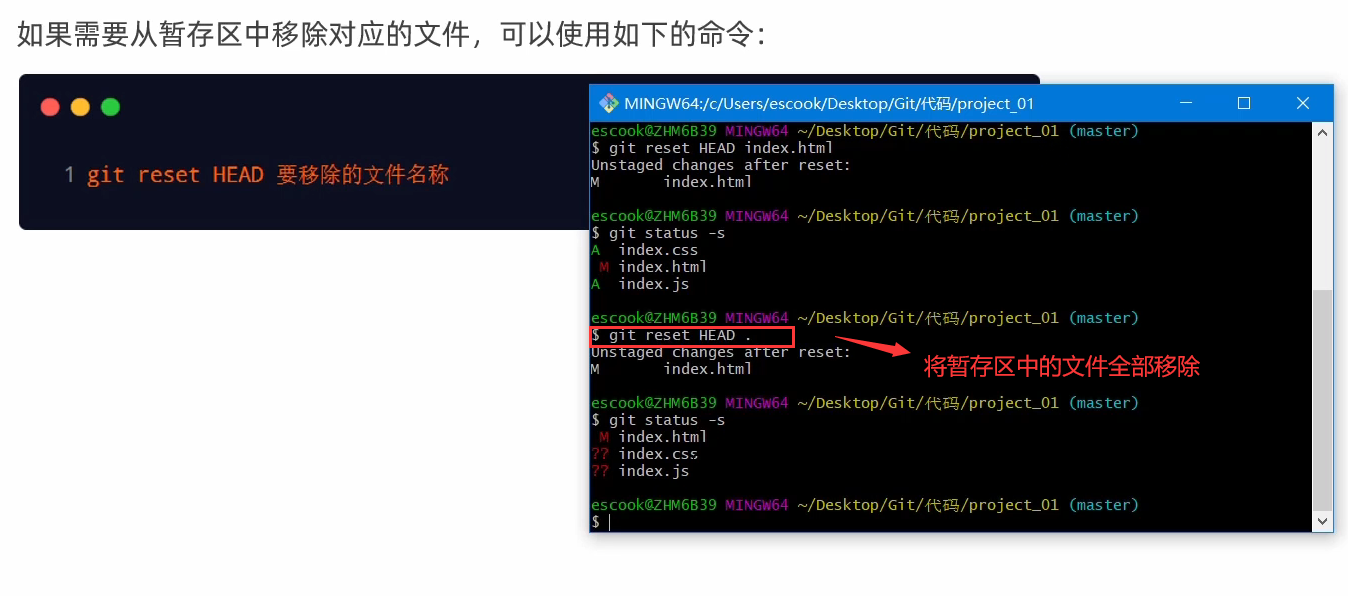 如果需要从暂存区中移除对应的文件，可以使用如下的命令：
1 git reset HEAD 要移除的文件名称
MINGW64:/c/Users/escook/Desktop/Git/代码/project_01
escook@ZHM6B39 MINGW64 ~/Desktop/Git/代码/project_01 (master)
$ git reset HEAD index.html
Unstaged changes after reset:
M       index.html
escook@ZHM6B39 MINGW64 ~/Desktop/Git/代码/project_01 (master)
$ git status -s
A  index.css
 M index.html
A  index.js
escook@ZHM6B39 MINGW64 ~/Desktop/Git/代码/project_01 (master)
$ git reset HEAD .
Unstaged changes after reset:
M       index.html
将暂存区中的文件全部移除
escook@ZHM6B39 MINGW64 ~/Desktop/Git/代码/project_01 (master)
$ git status -s
 M index.html
?? index.css
?? index.js
escook@ZHM6B39 MINGW64 ~/Desktop/Git/代码/project_01 (master)
$